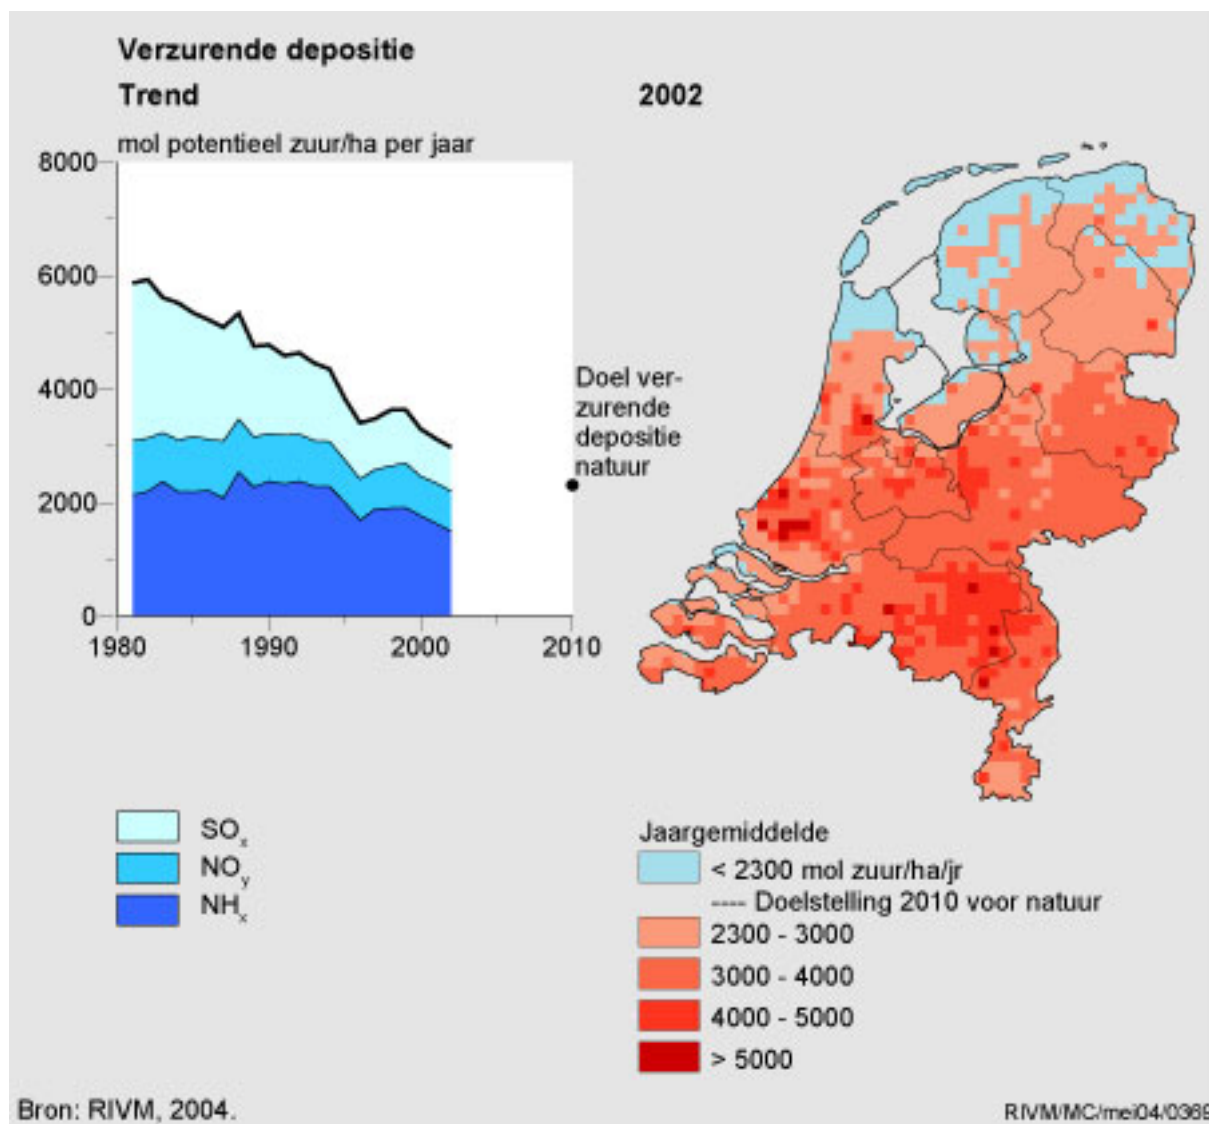 Verzurende depositie
Trend
mol potentieel zuur/ha per jaar
8000
6000
4000
2000
0
1980
1990
2000
2010
Doel ver-
zurende
depositie
natuur
SOx
NOy
NHx
2002
Jaargemiddelde
< 2300 mol zuur/ha/jr
---- Doelstelling 2010 voor natuur
2300 - 3000
3000 - 4000
4000 - 5000
> 5000
Bron: RIVM, 2004.
RIVM/MC/mei04/0369